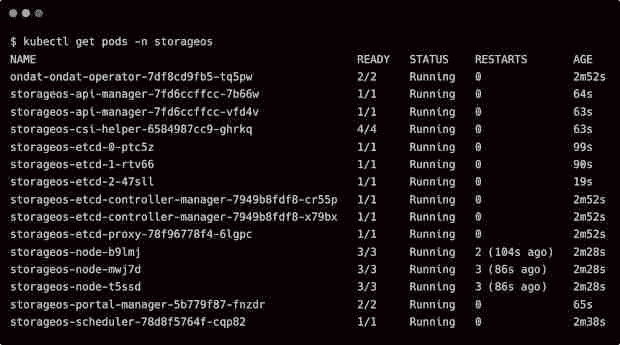 $ kubectl get pods -n storageos
NAME READY STATUS RESTARTS AGE
ondat-ondat-operator-7df8cd9fb5-tq5pw 2/2 Running 0 2m52s
storageos-api-manager-7fd6ccffcc-7b66w 1/1 Running 0 64s
storageos-api-manager-7fd6ccffcc-vfd4v 1/1 Running 0 63s
storageos-csi-helper-6584987cc9-ghrkq 4/4 Running 0 63s
storageos-etcd-0-ptc5z 1/1 Running 0 99s
storageos-etcd-1-rtv66 1/1 Running 0 90s
storageos-etcd-2-47sll 1/1 Running 0 19s
storageos-etcd-controller-manager-7949b8fdf8-cr55p 1/1 Running 0 2m52s
storageos-etcd-controller-manager-7949b8fdf8-x79bx 1/1 Running 0 2m52s
storageos-etcd-proxy-78f96778f4-6lgpc 1/1 Running 0 2m52s
storageos-node-b9lmj 3/3 Running 2 (104s ago) 2m28s
storageos-node-mwj7d 3/3 Running 3 (86s ago) 2m28s
storageos-node-t5ssd 3/3 Running 3 (86s ago) 2m28s
storageos-portal-manager-5b779f87-fnzdr 2/2 Running 0 65s
storageos-scheduler-78d8f5764f-cqp82 1/1 Running 0 2m38s